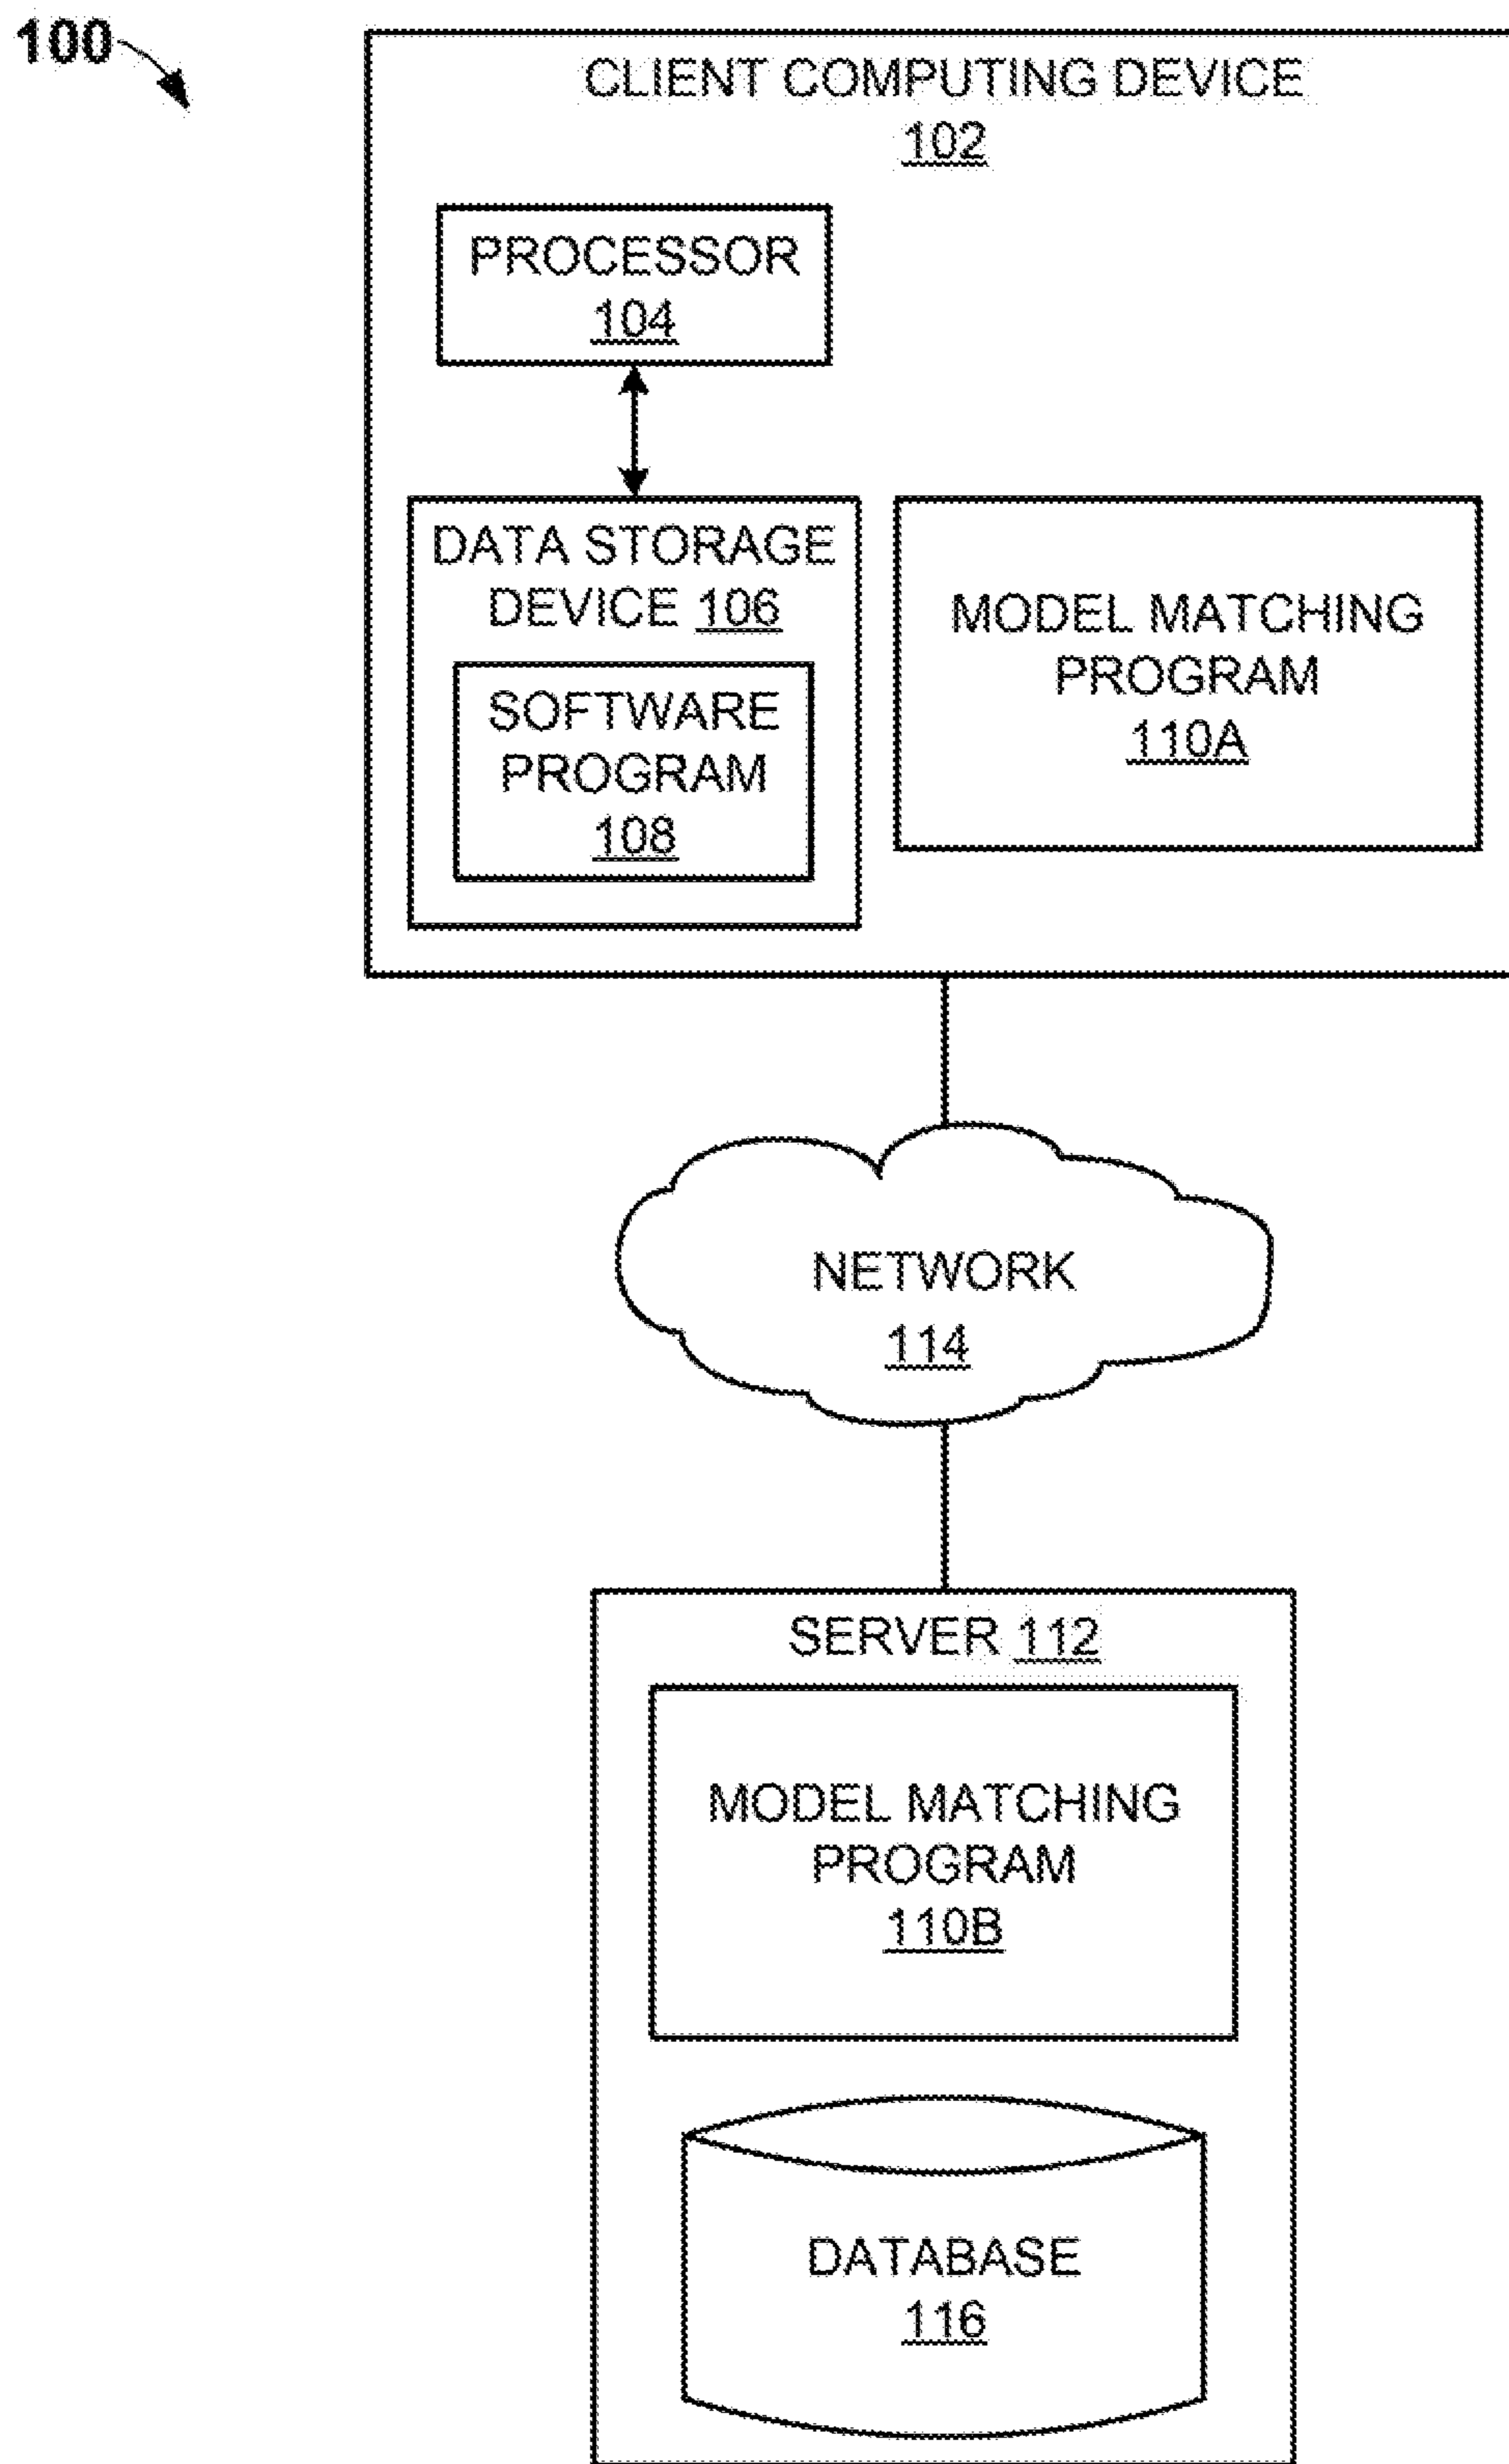 100
CLIENT COMPUTING DEVICE
102
PROCESSOR
104
DATA STORAGE
DEVICE 106
SOFTWARE
PROGRAM
108
MODEL MATCHING
PROGRAM
110A
NETWORK
114
SERVER 112
MODEL MATCHING
PROGRAM
110B
DATABASE
116